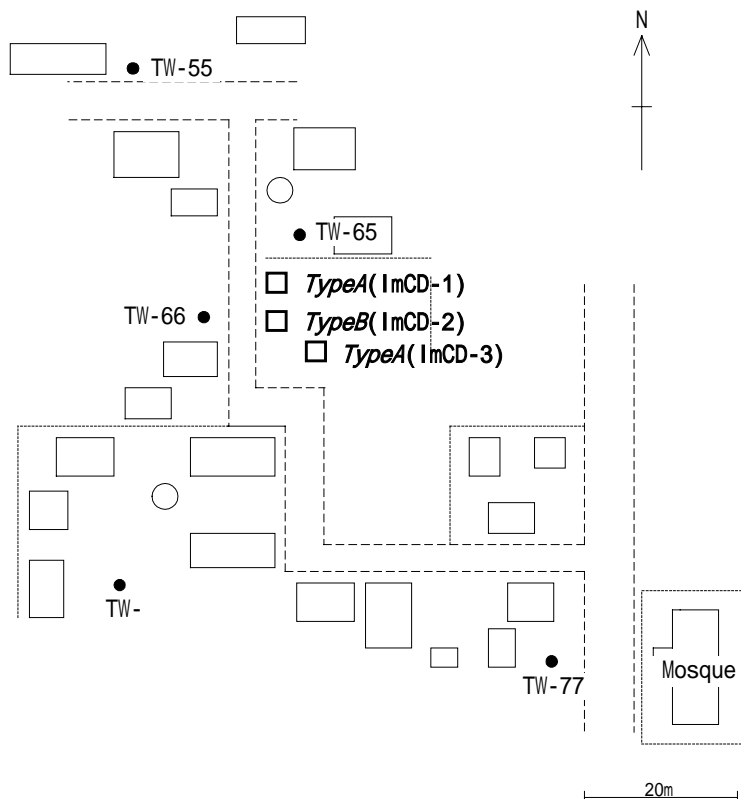 N
TW-55
TW-65
TypeA(ImCD-1)
TW-66
TypeB(ImCD-2)
TypeA(ImCD-3)
TW-
Mosque
TW-77
20m